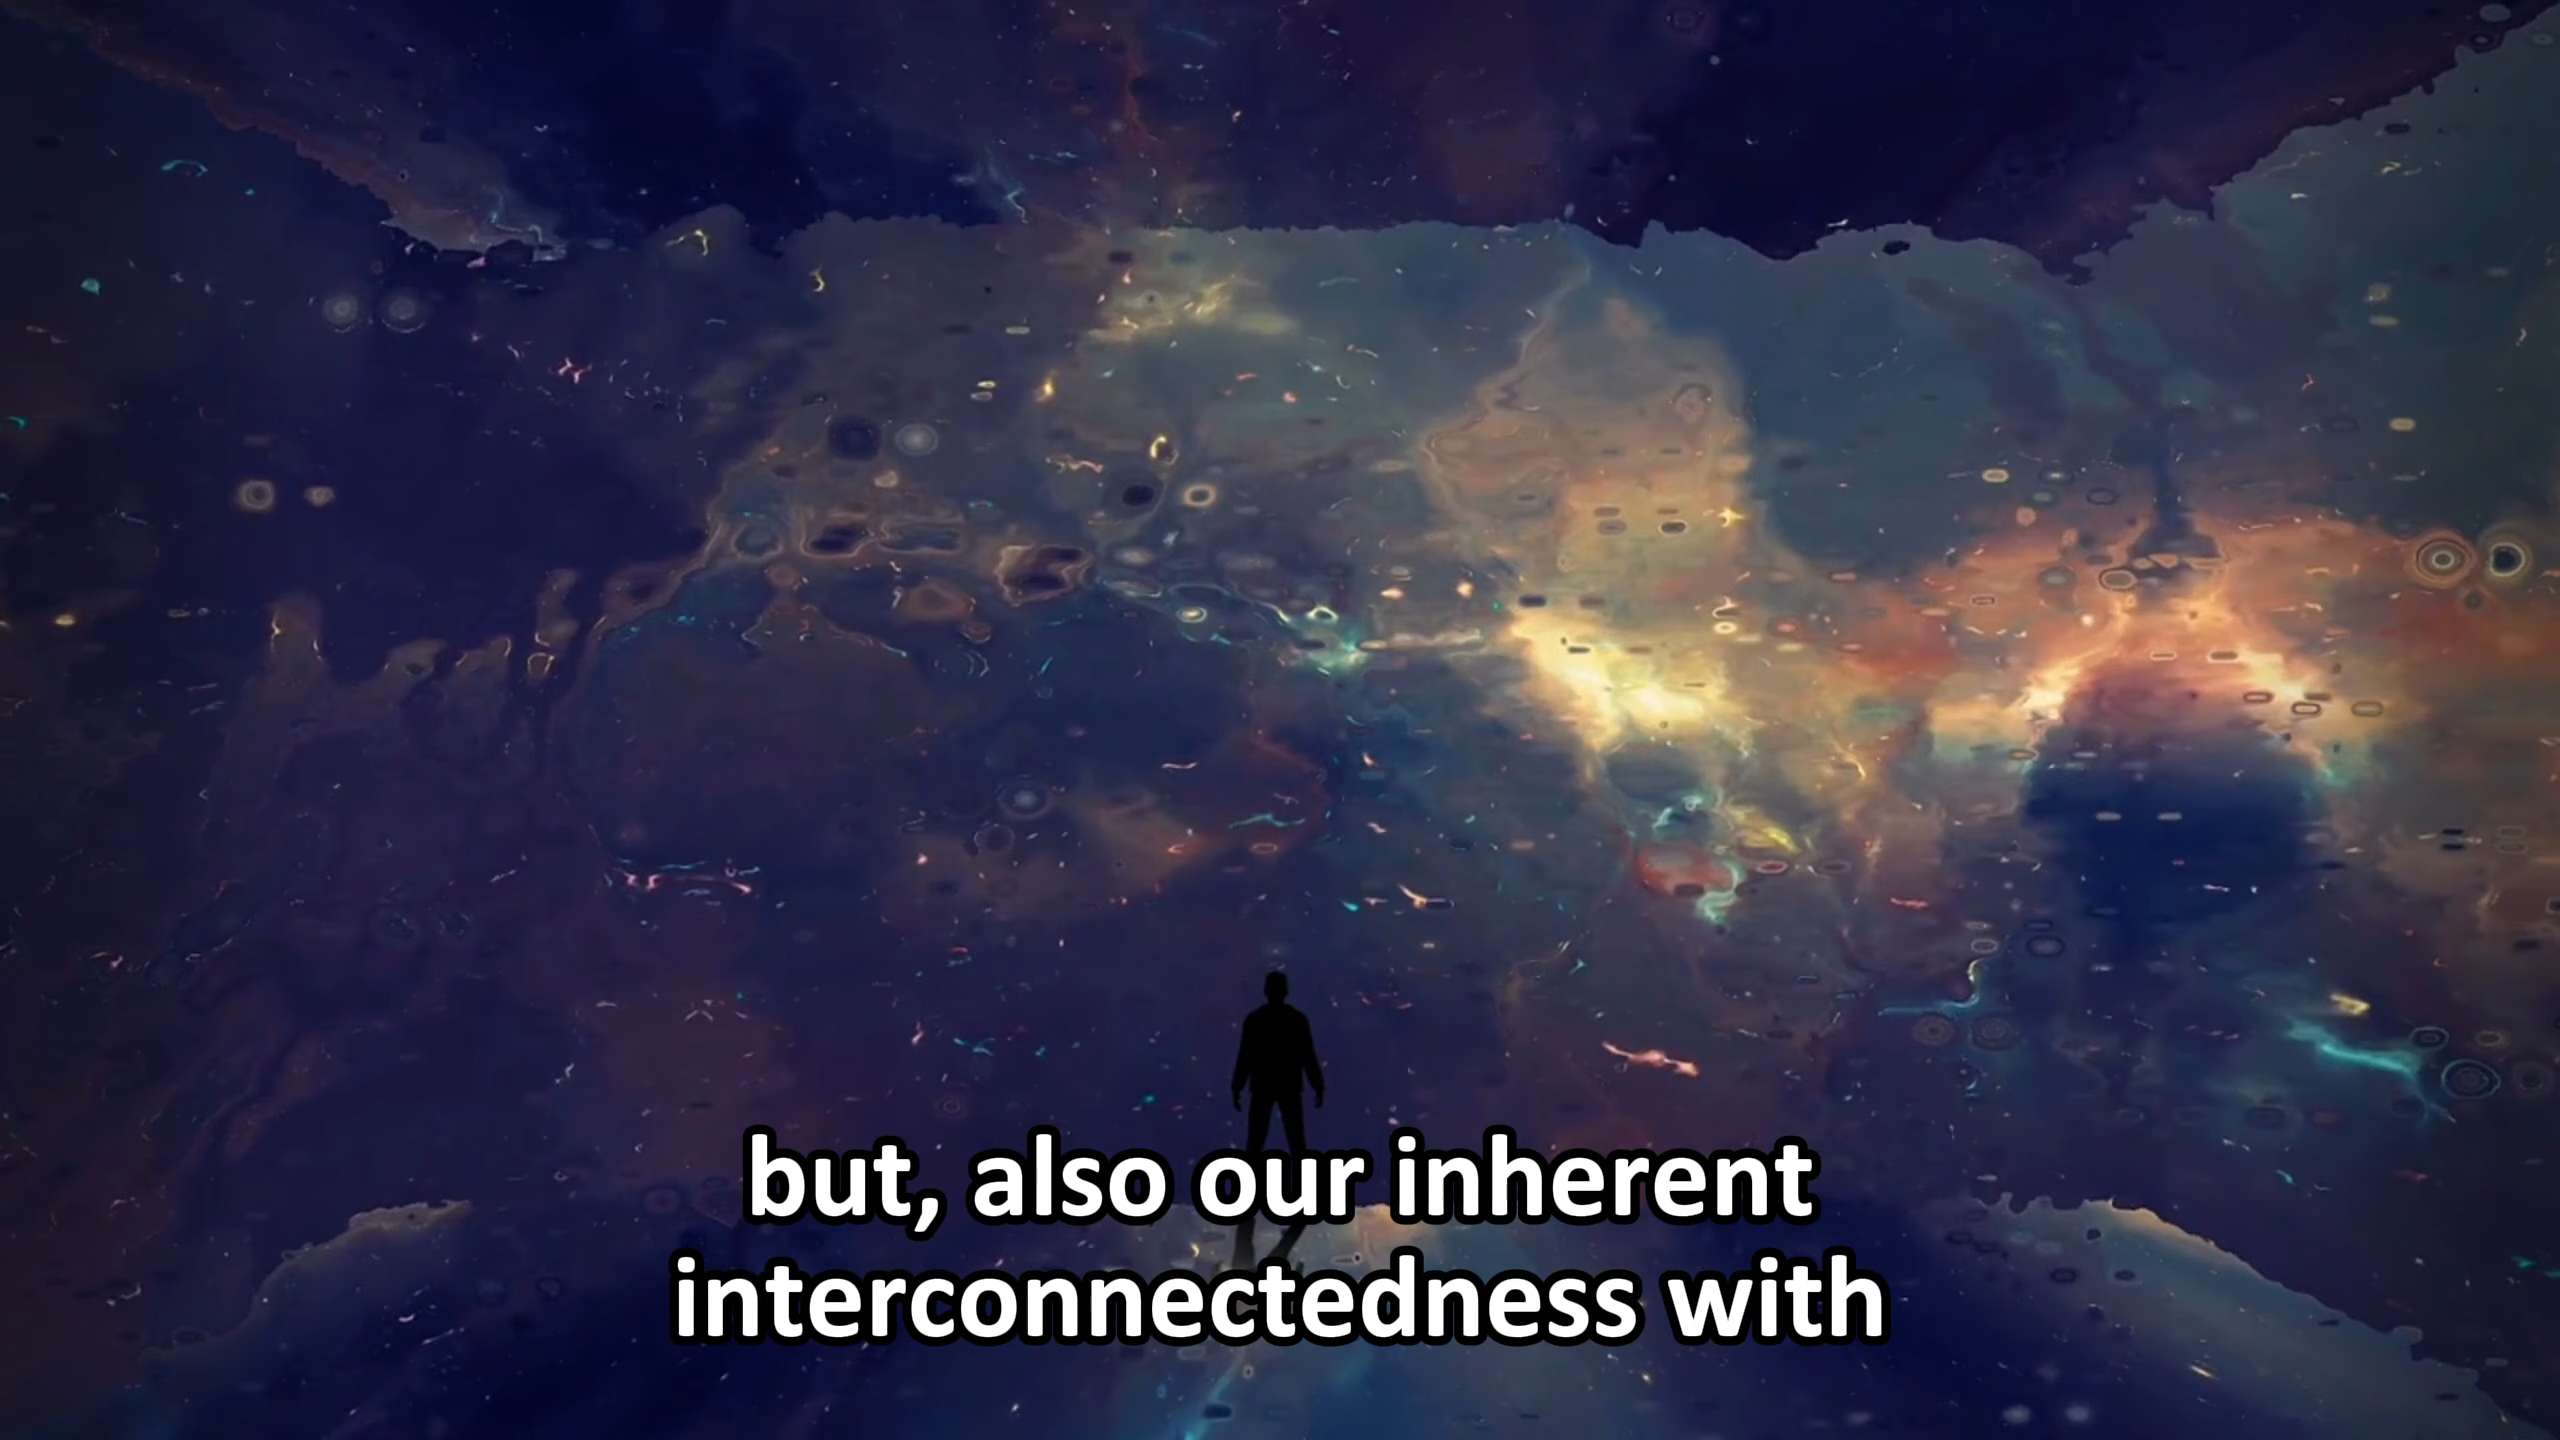 but, also our inherent
interconnectedness with